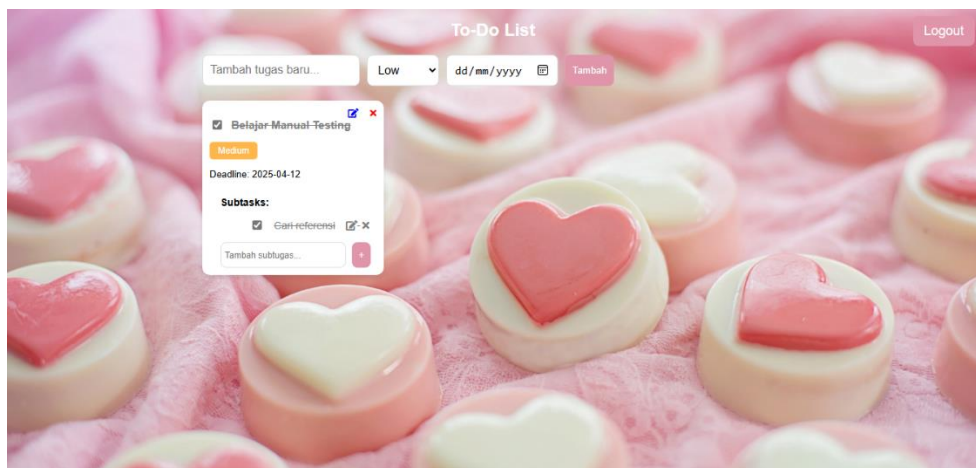 To-Do List
Logout
Tambah tugas baru...
Low
dd/mm/yyyy
Tambah
Belajar Manual Testing
Medium
Deadline: 2025-04-12
Subtasks:
Cari referensi
Tambah subtugas...
+